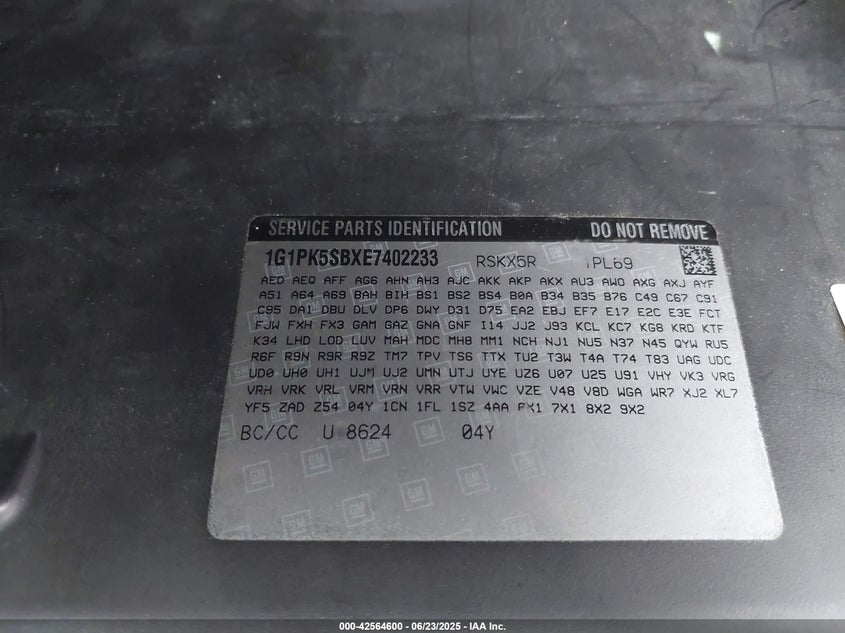 SERVICE PARTS IDENTIFICATION DO NOT REMOVE
1G1PK5SBXE7402233 RSKX5R 1PL69
AED AEQ AFF AG6 AHN AH3 AJC AKK AKP AKX AU3 AW0 AXG AXJ AYF
A51 A64 A69 BAH BIH BS1 BS2 BS4 B0A B34 B35 B76 C49 C67 C91
C95 DA1 DBU DLV DP6 DWY D31 D75 EA2 EBJ EF7 E17 E2C E3E FCT
FJW FXH FX3 GAM GAZ GNA GNF I14 JJ2 J93 KCL KC7 KG8 KRD KTF
K34 LHD LOD LUV MAH MDC MH8 MM1 NCH NJ1 NU5 N37 N45 QYW RU5
R6F R9N R9R R9Z TM7 TPV TS6 TTX TU2 T3W T4A T74 T83 UAG UDC
UD0 UH0 UH1 UJM UJ2 UMN UTJ UYE UZ6 U07 U25 U91 VHY VK3 VRG
VRH VRK VRL VRM VRN VRR VTW VWC VZE V48 V8D WGA WR7 XJ2 XL7
YF5 ZAD Z54 04Y 1CN 1FL 1SZ 4AA 7X1 8X2 9X2
BC/CC U 8624 04Y
GM
000-42564600 - 06/23/2025 - IAA Inc.